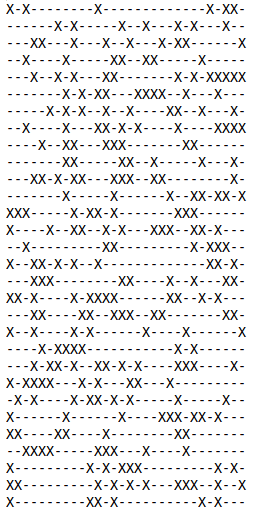 X-X--------X-------------X-XX-
------X-X----X-X--X--X-X---X--
---XX---X---X--X---X-XX------X
--X----X-----XX--XX-----X-----
---X--X-X---XX-------X-X-XXXXX
-------X-X-XX---XXXX--X---X---
-----X-X-X-X--X-----XX--X---X-
--X----X---XX-X-X----X----XXXX
----X--XX---XXX-------XX------
-------XX-----XX--X-----X---X-
---XX-X-XX---XXX--XX--------X-
-------X-----X------X--XX-XX-X
XXX-----X-XX-X-------XXX------
X----X--XX-X--X---XXX--XX-X---
--X---------XX---------X-XXX--
X--XX-X-X--X-------------XX-X-
---XXX--------XX----X--X---XX-
XX-X----X-XXXX------XX--X-X---
---XX----XX--XXX--XX-------XX-
X--X----X-X------X----X------X
----X-XXXX-----------X-X------
---X-XX-X--XX-X-X----XXX----X-
X-XXXX---X-X---XX---X---------
-X-X----X-XX-X-X-----X-----X--
X------X------X----XXX-XX-X---
XX----XX----X--------XX-------
--XXXX-----XXX---X----X-------
X---------X-X-XXX---------X-X-
XX---------X-X-X-X---XXX--X--X
X---------XX-X----------X-X---